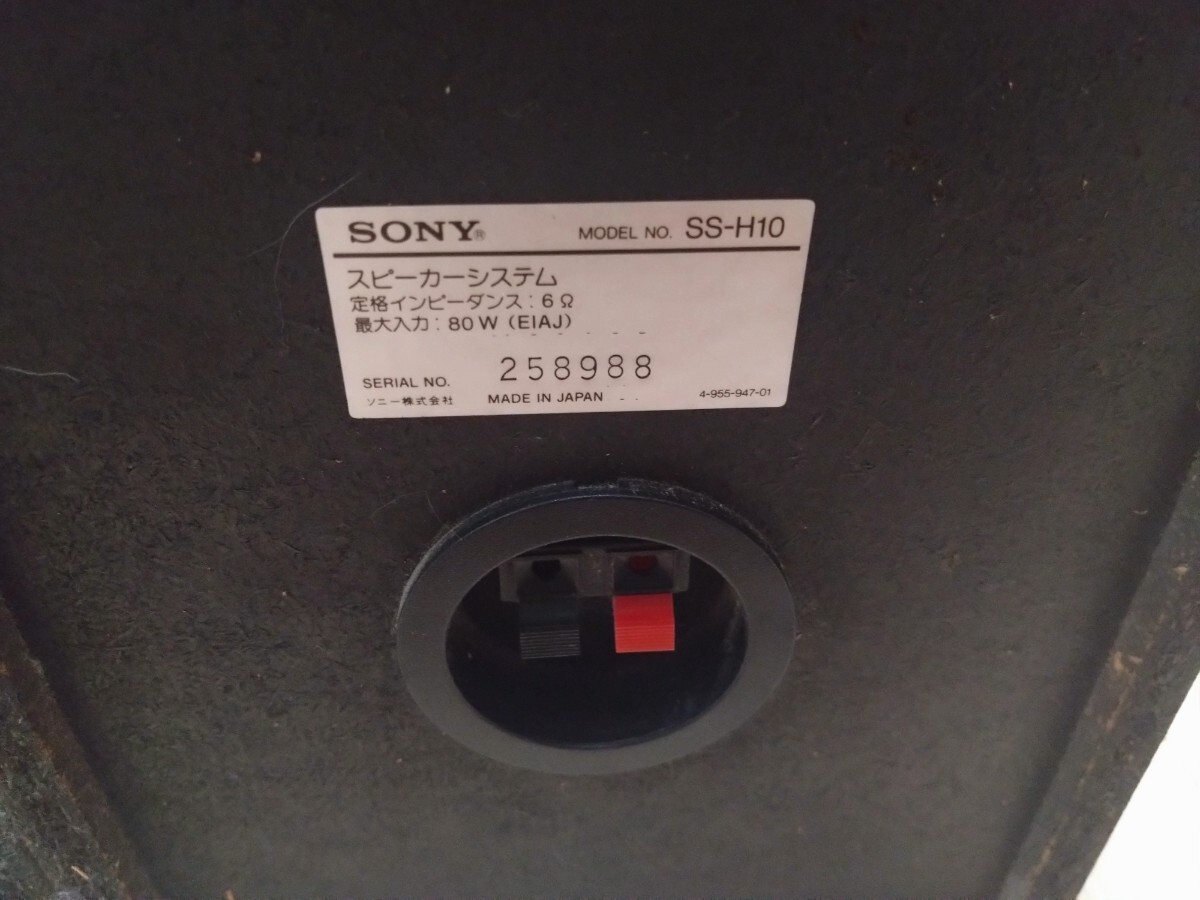 SONY® MODEL NO. SS-H10
スピーカーシステム
定格インピーダンス: 6Ω
最大入力: 80W (EIAJ)
SERIAL NO. 258988
ソニー株式会社 MADE IN JAPAN 4-955-947-01